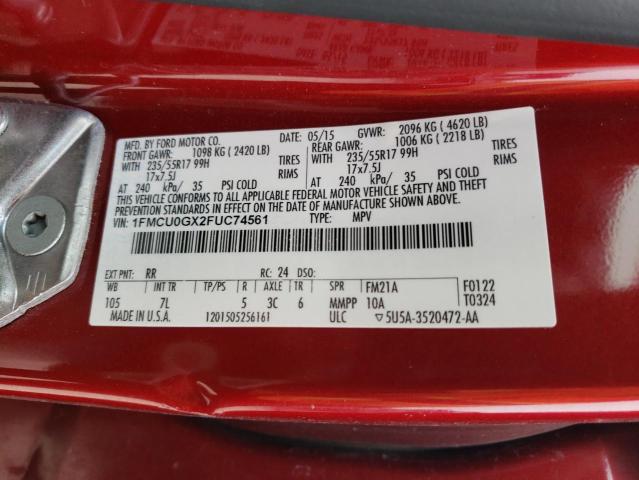 MFD. BY FORD MOTOR CO. DATE: 05/15 GVWR: 2096 KG ( 4620 LB)
FRONT GAWR: 1098 KG ( 2420 LB) REAR GAWR: 1006 KG ( 2218 LB)
WITH 235/55R17 99H TIRES WITH 235/55R17 99H TIRES
17x7.5J RIMS 17x7.5J RIMS
AT 240 kPa/ 35 PSI COLD AT 240 kPa/ 35 PSI COLD
THIS VEHICLE CONFORMS TO ALL APPLICABLE FEDERAL MOTOR VEHICLE SAFETY AND THEFT
PREVENTION STANDARDS IN EFFECT ON THE DATE OF MANUFACTURE SHOWN ABOVE.
VIN: 1FMCU0GX2FUC74561 TYPE: MPV
EXT PNT: RR RC: 24 DSO:
WB INT TR TP/PS R AXLE TR SPR FM21A F0122
105 7L 5 3C 6 MMPP 10A T0324
MADE IN U.S.A. 1201505256161 ULC ▽5U5A-3520472-AA